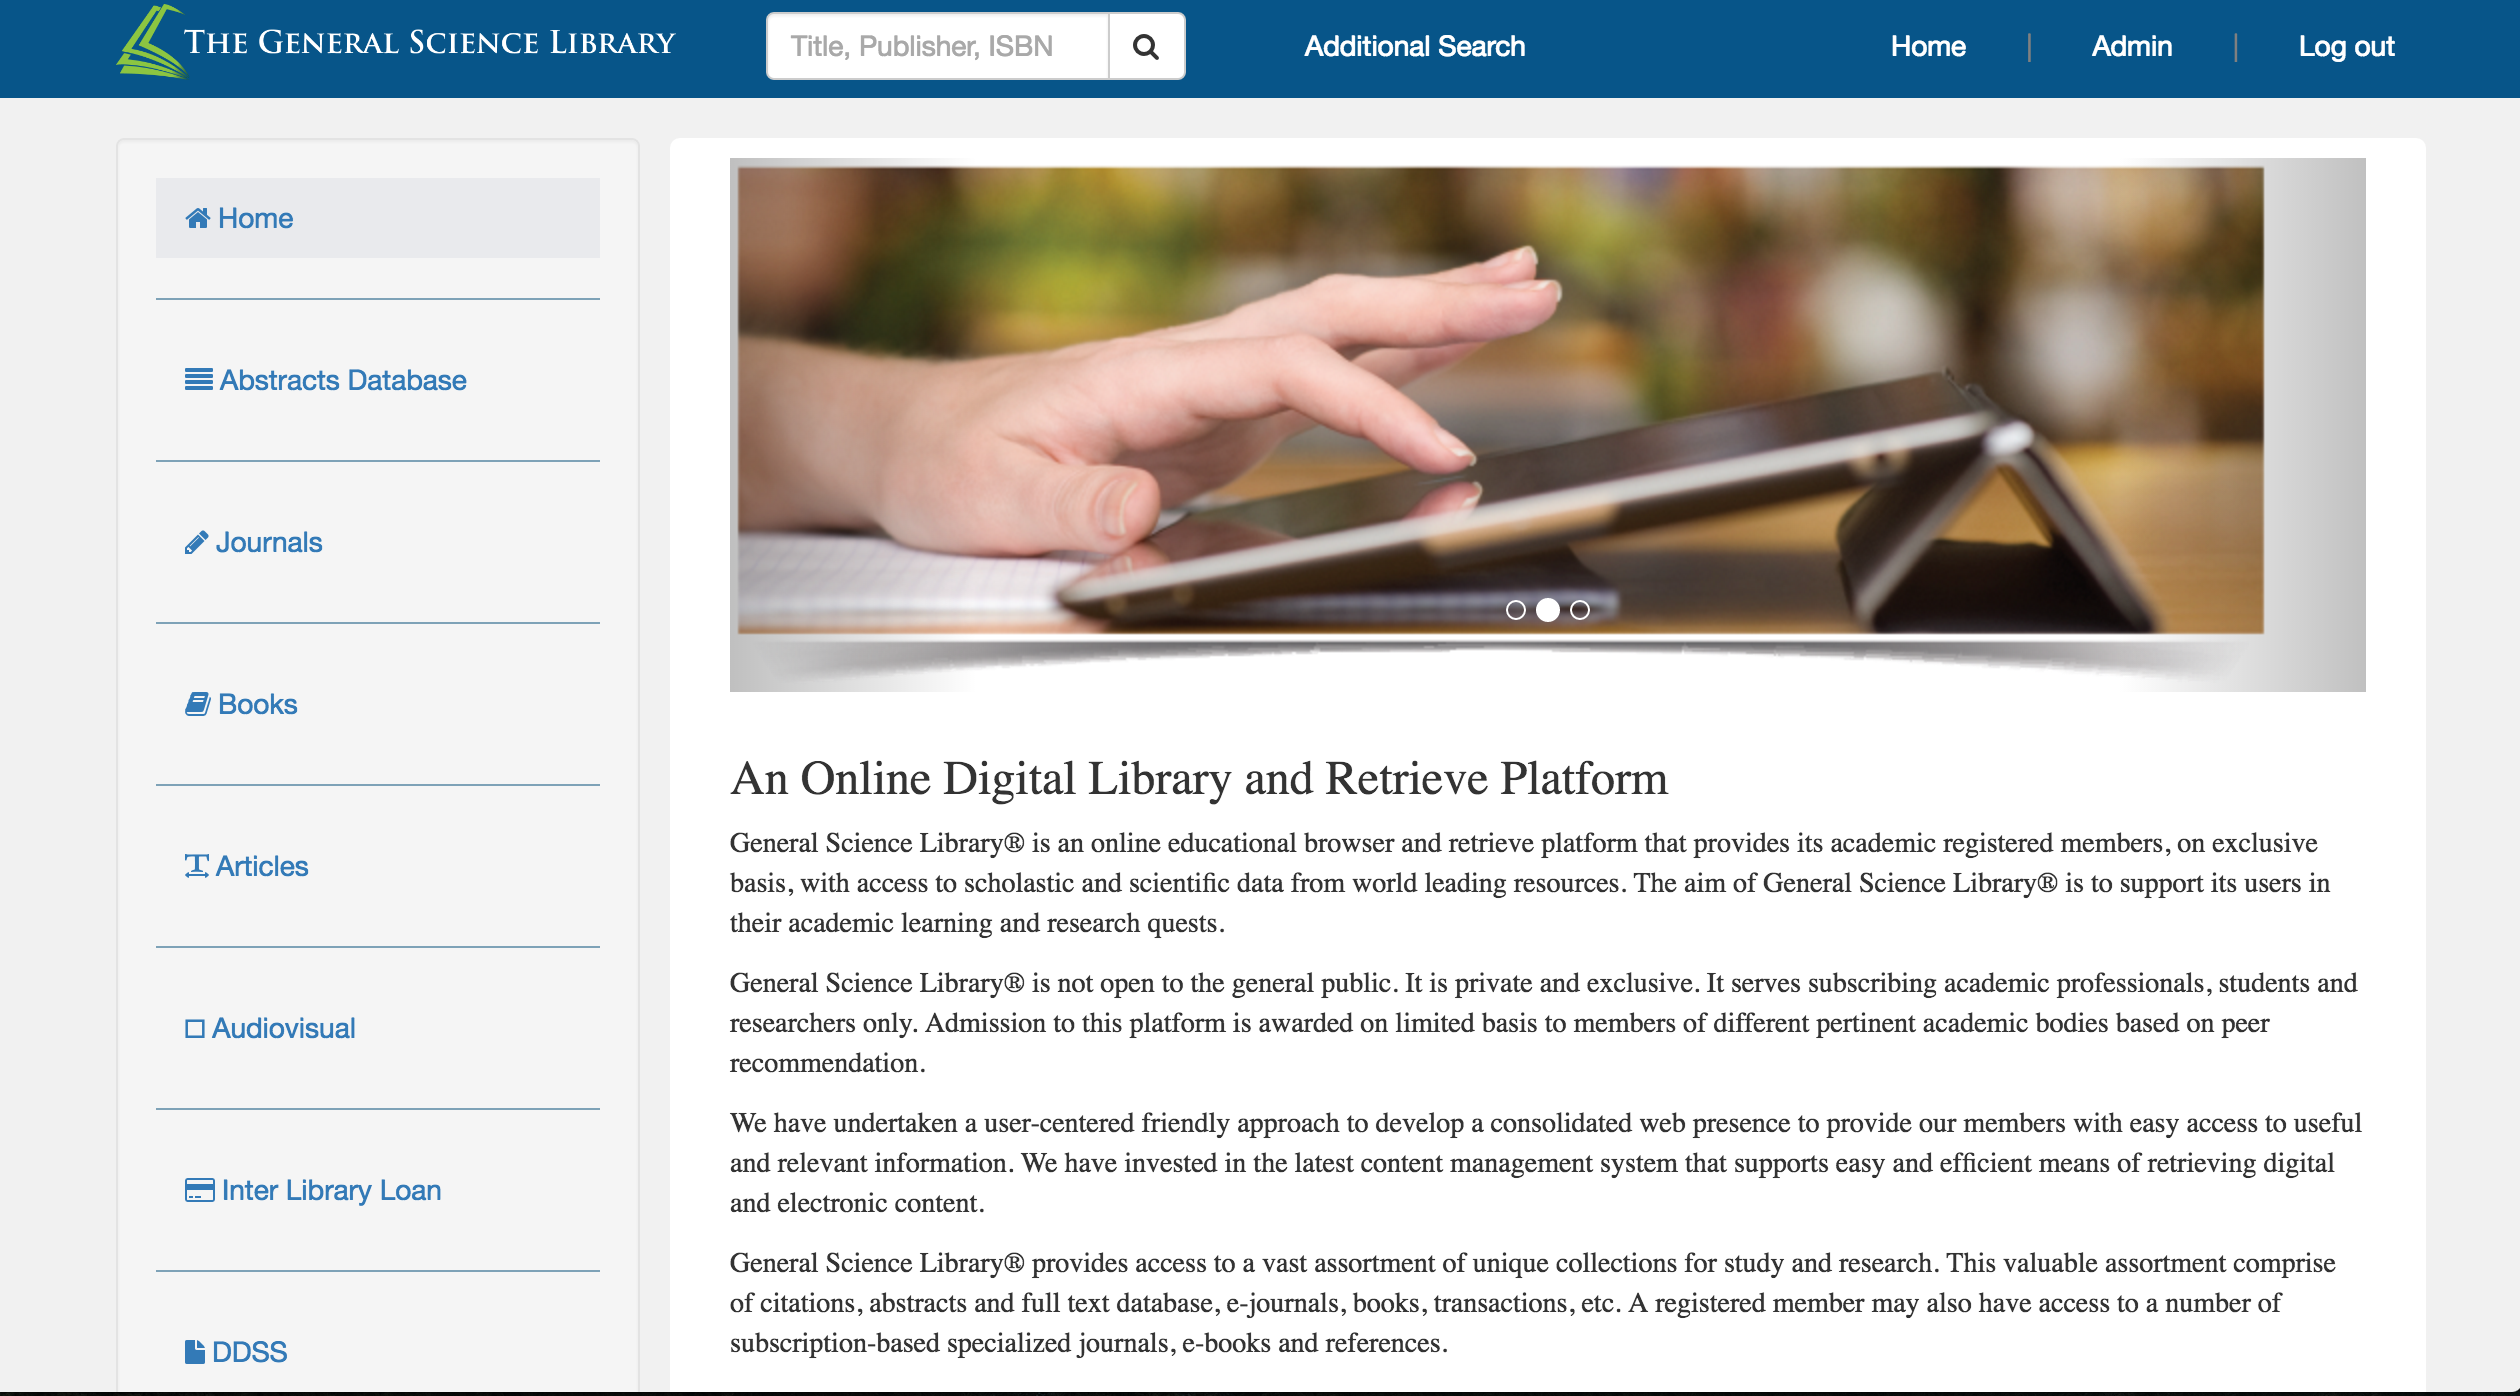 THE GENERAL SCIENCE LIBRARY
Title, Publisher, ISBN
Additional Search
Home | Admin | Log out
Home
Abstracts Database
Journals
Books
Articles
Audiovisual
Inter Library Loan
DDSS
An Online Digital Library and Retrieve Platform
General Science Library® is an online educational browser and retrieve platform that provides its academic registered members, on exclusive
basis, with access to scholastic and scientific data from world leading resources. The aim of General Science Library® is to support its users in
their academic learning and research quests.
General Science Library® is not open to the general public. It is private and exclusive. It serves subscribing academic professionals, students and
researchers only. Admission to this platform is awarded on limited basis to members of different pertinent academic bodies based on peer
recommendation.
We have undertaken a user-centered friendly approach to develop a consolidated web presence to provide our members with easy access to useful
and relevant information. We have invested in the latest content management system that supports easy and efficient means of retrieving digital
and electronic content.
General Science Library® provides access to a vast assortment of unique collections for study and research. This valuable assortment comprise
of citations, abstracts and full text database, e-journals, books, transactions, etc. A registered member may also have access to a number of
subscription-based specialized journals, e-books and references.